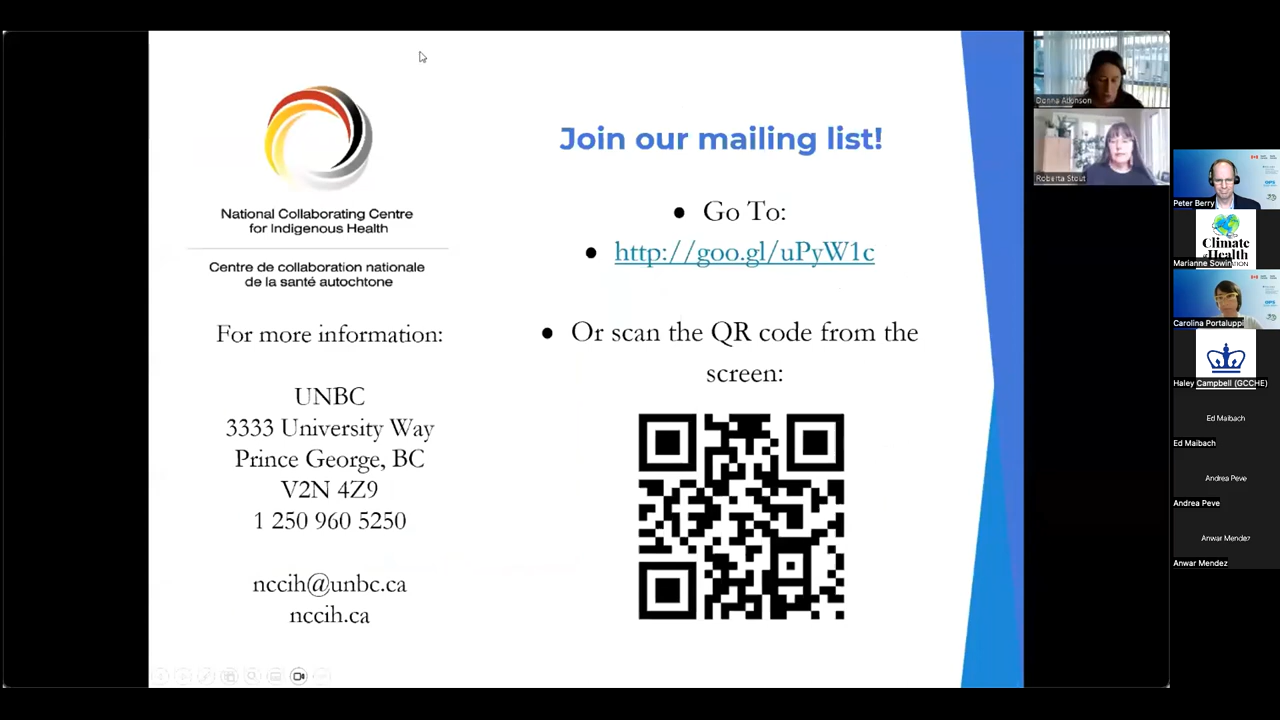 National Collaborating Centre
for Indigenous Health
Centre de collaboration nationale
de la santé autochtone
For more information:
UNBC
3333 University Way
Prince George, BC
V2N 4Z9
1 250 960 5250
nccih@unbc.ca
nccih.ca
Join our mailing list!
Go To:
http://goo.gl/uPyW1c
Or scan the QR code from the
screen:
Donna Atkinson
Roberta Stout
Peter Berry
Climate
Health
Marianne Sowin
Carolina Portaluppi
Haley Campbell (GCCHE)
Ed Maibach
Ed Maibach
Andrea Peve
Andrea Peve
Anwar Mendez
Anwar Mendez